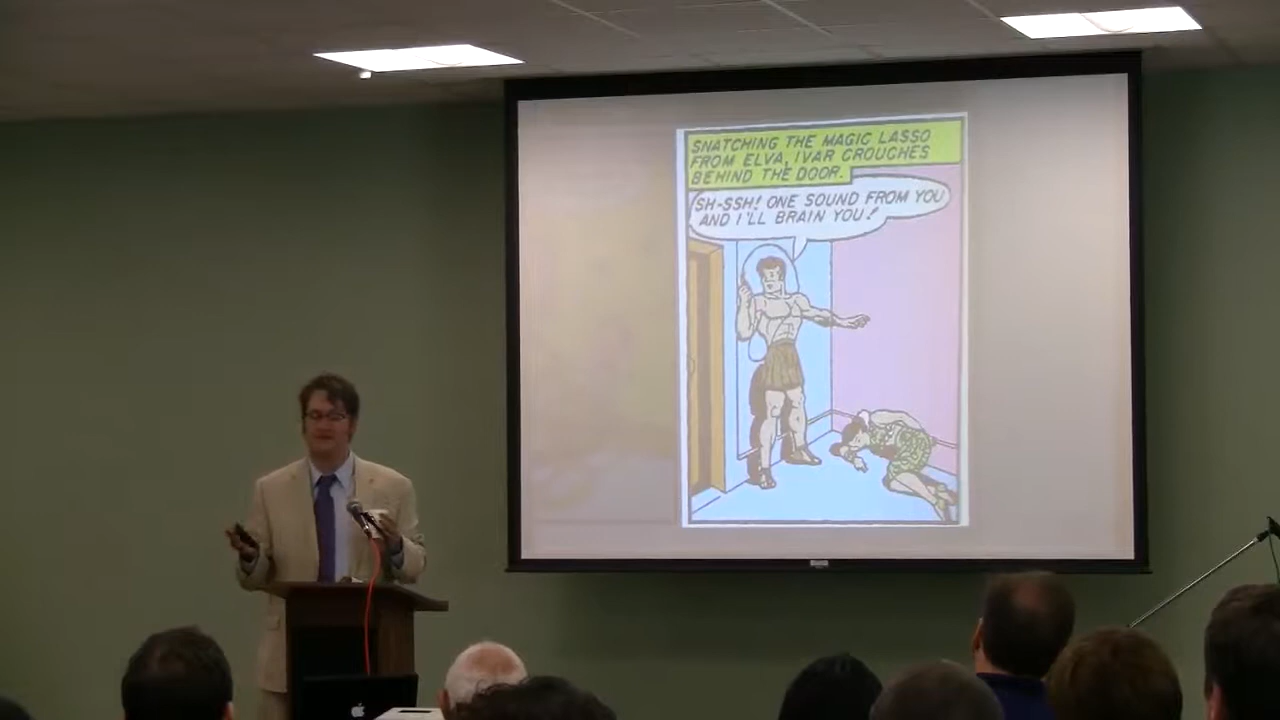 SNATCHING THE MAGIC LASSO
FROM ELVA, IVAR CROUCHES
BEHIND THE DOOR.
SH-SSH! ONE SOUND FROM YOU
AND I'LL BRAIN YOU!